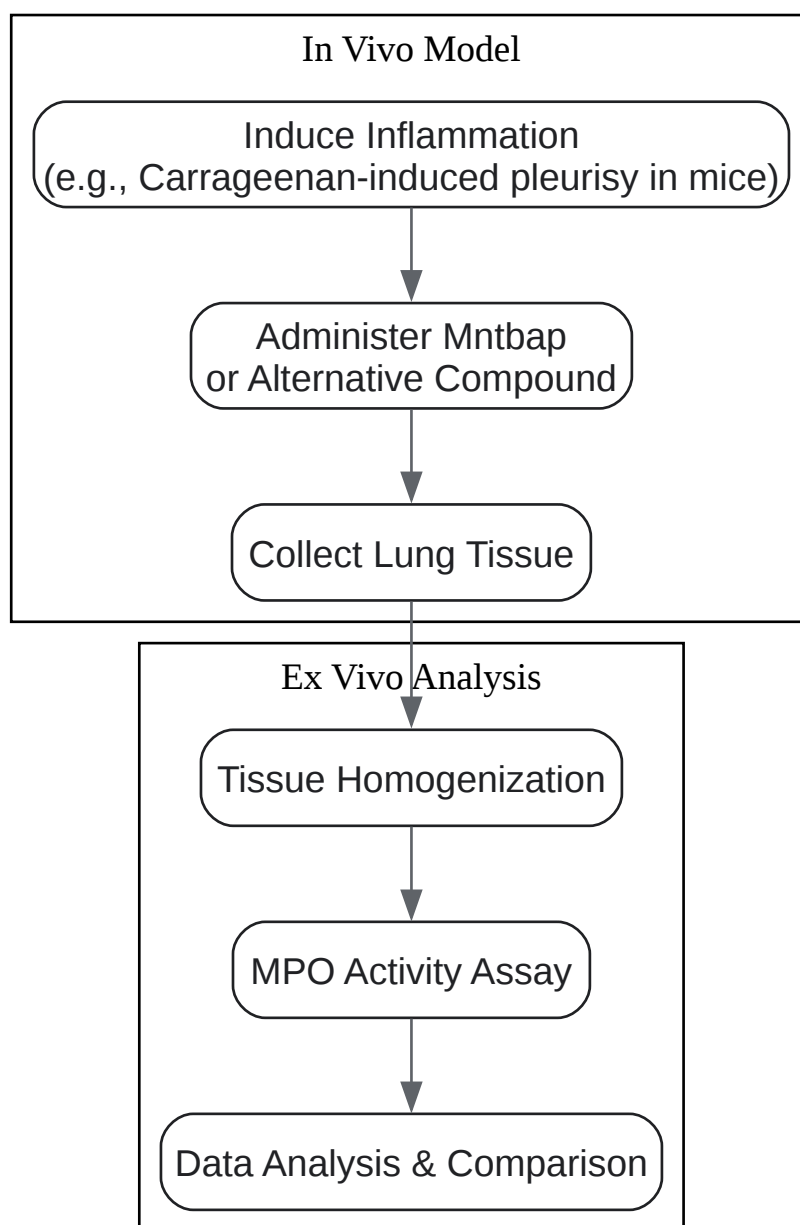 In Vivo Model
Induce Inflammation
(e.g., Carrageenan-induced pleurisy in mice)
Administer Mntbap
or Alternative Compound
Collect Lung Tissue
Ex Vivo Analysis
Tissue Homogenization
MPO Activity Assay
Data Analysis & Comparison